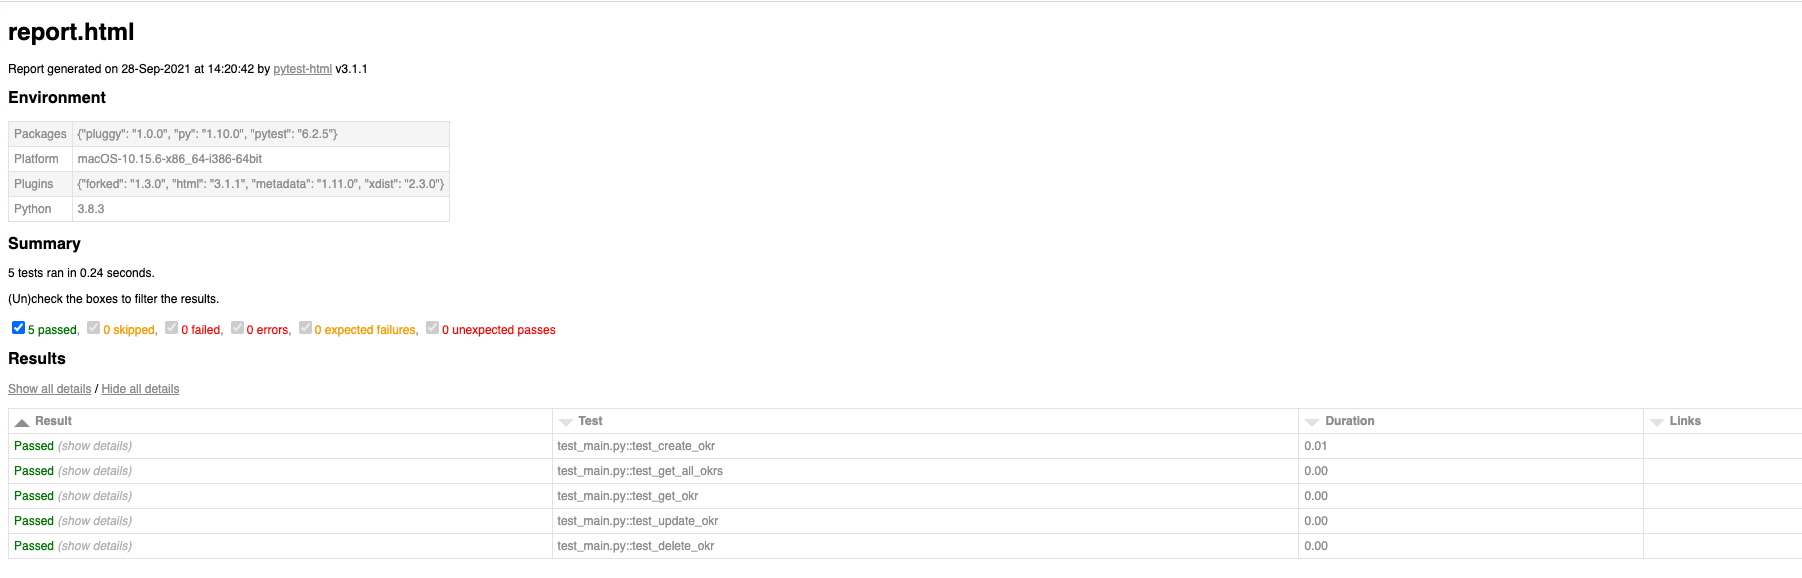 report.html
Report generated on 28-Sep-2021 at 14:20:42 by pytest-html v3.1.1
Environment
Packages {"pluggy": "1.0.0", "py": "1.10.0", "pytest": "6.2.5"}
Platform macOS-10.15.6-x86_64-i386-64bit
Plugins {"forked": "1.3.0", "html": "3.1.1", "metadata": "1.11.0", "xdist": "2.3.0"}
Python 3.8.3
Summary
5 tests ran in 0.24 seconds.
(Un)check the boxes to filter the results.
5 passed, 0 skipped, 0 failed, 0 errors, 0 expected failures, 0 unexpected passes
Results
Show all details / Hide all details
Result Test Duration Links
Passed (show details) test_main.py::test_create_okr 0.01
Passed (show details) test_main.py::test_get_all_okrs 0.00
Passed (show details) test_main.py::test_get_okr 0.00
Passed (show details) test_main.py::test_update_okr 0.00
Passed (show details) test_main.py::test_delete_okr 0.00